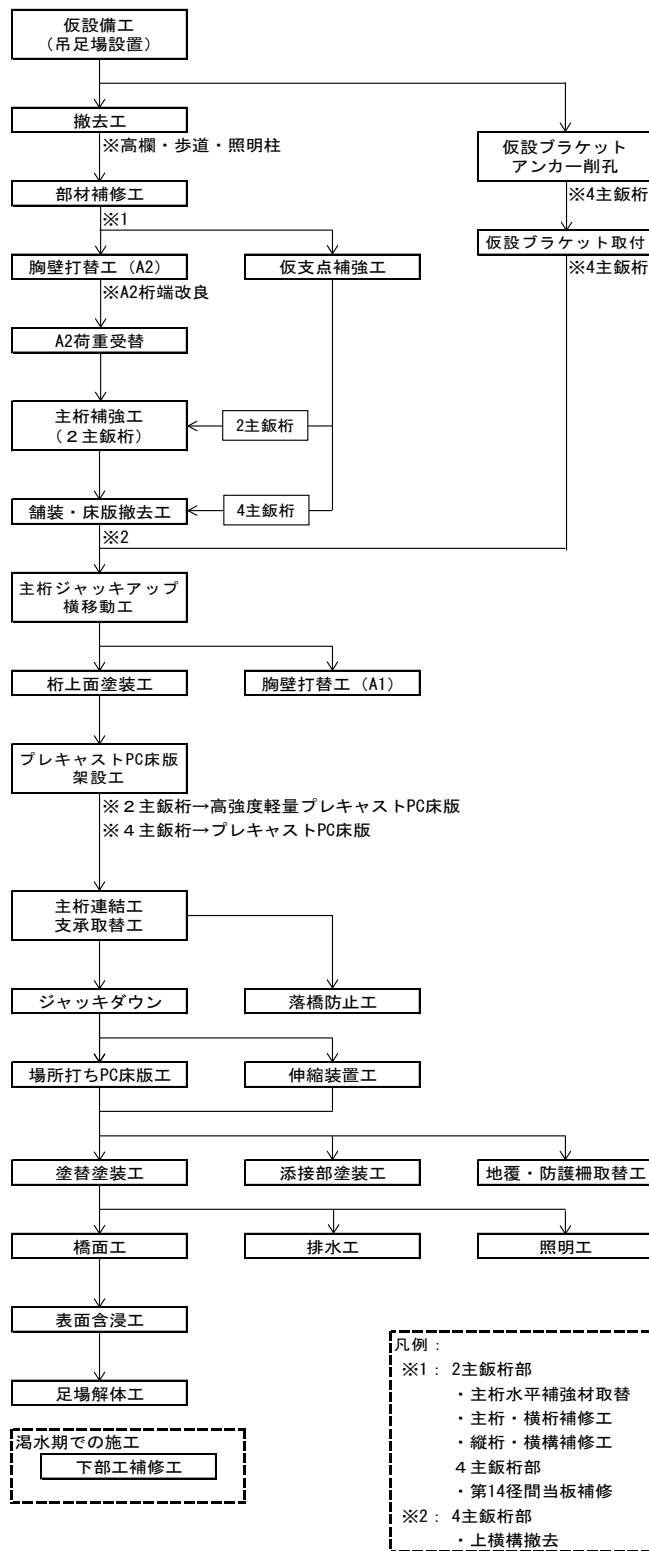 仮設備工
（吊足場設置）
撤去工
※高欄・歩道・照明柱
仮設ブラケット
アンカー削孔
※4主鈑桁
部材補修工
※1
仮設ブラケット取付
※4主鈑桁
胸壁打替工（A2）
※A2桁端改良
仮支点補強工
A2荷重受替
主桁補強工
（２主鈑桁）
2主鈑桁
舗装・床版撤去工
4主鈑桁
※2
主桁ジャッキアップ
横移動工
桁上面塗装工
胸壁打替工（A1）
プレキャストPC床版
架設工
※２主鈑桁→高強度軽量プレキャストPC床版
※４主鈑桁→プレキャストPC床版
主桁連結工
支承取替工
ジャッキダウン
落橋防止工
場所打ちPC床版工
伸縮装置工
塗替塗装工
添接部塗装工
地覆・防護柵取替工
橋面工
排水工
照明工
表面含浸工
足場解体工
渇水期での施工
下部工補修工
凡例：
※1： 2主鈑桁部
・主桁水平補強材取替
・主桁・横桁補修工
・縦桁・横構補修工
４主鈑桁部
・第14径間当板補修
※2： 4主鈑桁部
・上横構撤去